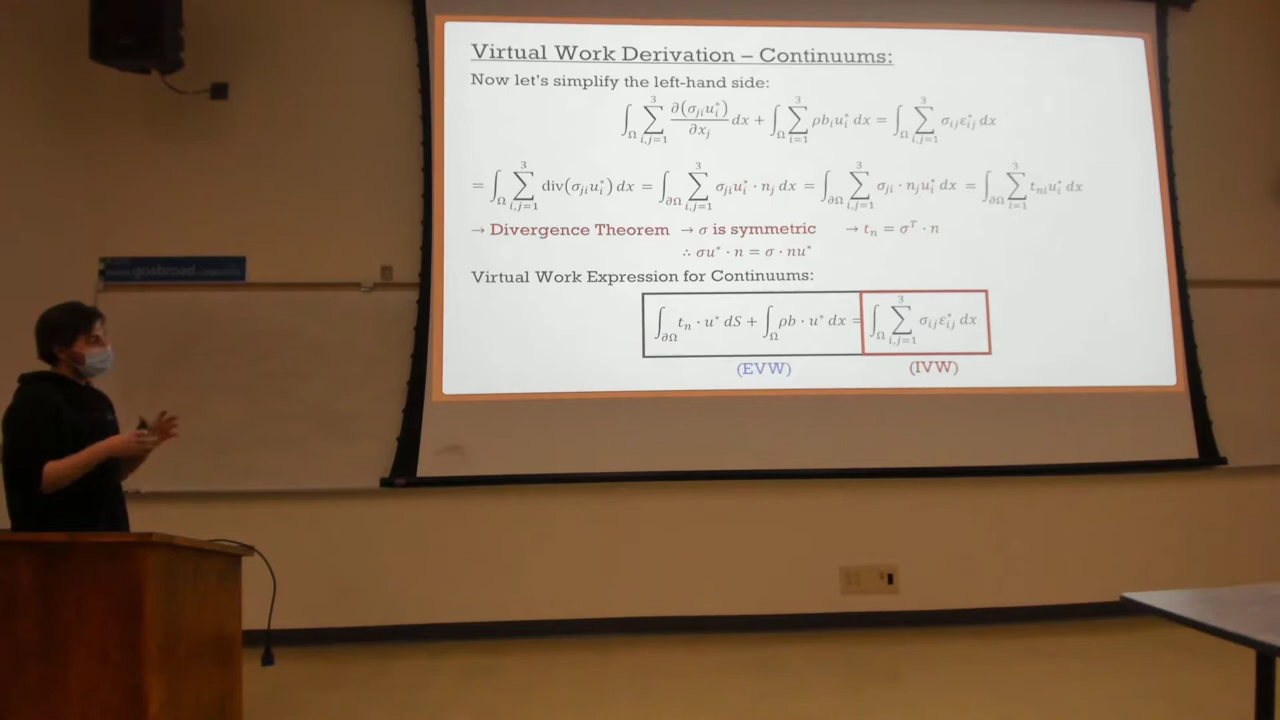 Virtual Work Derivation – Continuums:
Now let's simplify the left-hand side:
∫_Ω ∑_{i,j=1}^{3} ∂(σ_{ji}u_i^*)/∂x_j dx + ∫_Ω ∑_{i=1}^{3} ρb_iu_i^* dx = ∫_Ω ∑_{i,j=1}^{3} σ_{ij}ε_{ij}^* dx
= ∫_Ω ∑_{i,j=1}^{3} div(σ_{ji}u_i^*) dx = ∫_{∂Ω} ∑_{i,j=1}^{3} σ_{ji}u_i^* · n_j dx = ∫_{∂Ω} ∑_{i,j=1}^{3} σ_{ji} · n_ju_i^* dx = ∫_{∂Ω} ∑_{i=1}^{3} t_{ni}u_i^* dx
→ Divergence Theorem → σ is symmetric → t_n = σ^T · n
∴ σu^* · n = σ · nu^*
Virtual Work Expression for Continuums:
∫_{∂Ω} t_n · u^* dS + ∫_Ω ρb · u^* dx = ∫_Ω ∑_{i,j=1}^{3} σ_{ij}ε_{ij}^* dx
(EVW) (IVW)
goabroad